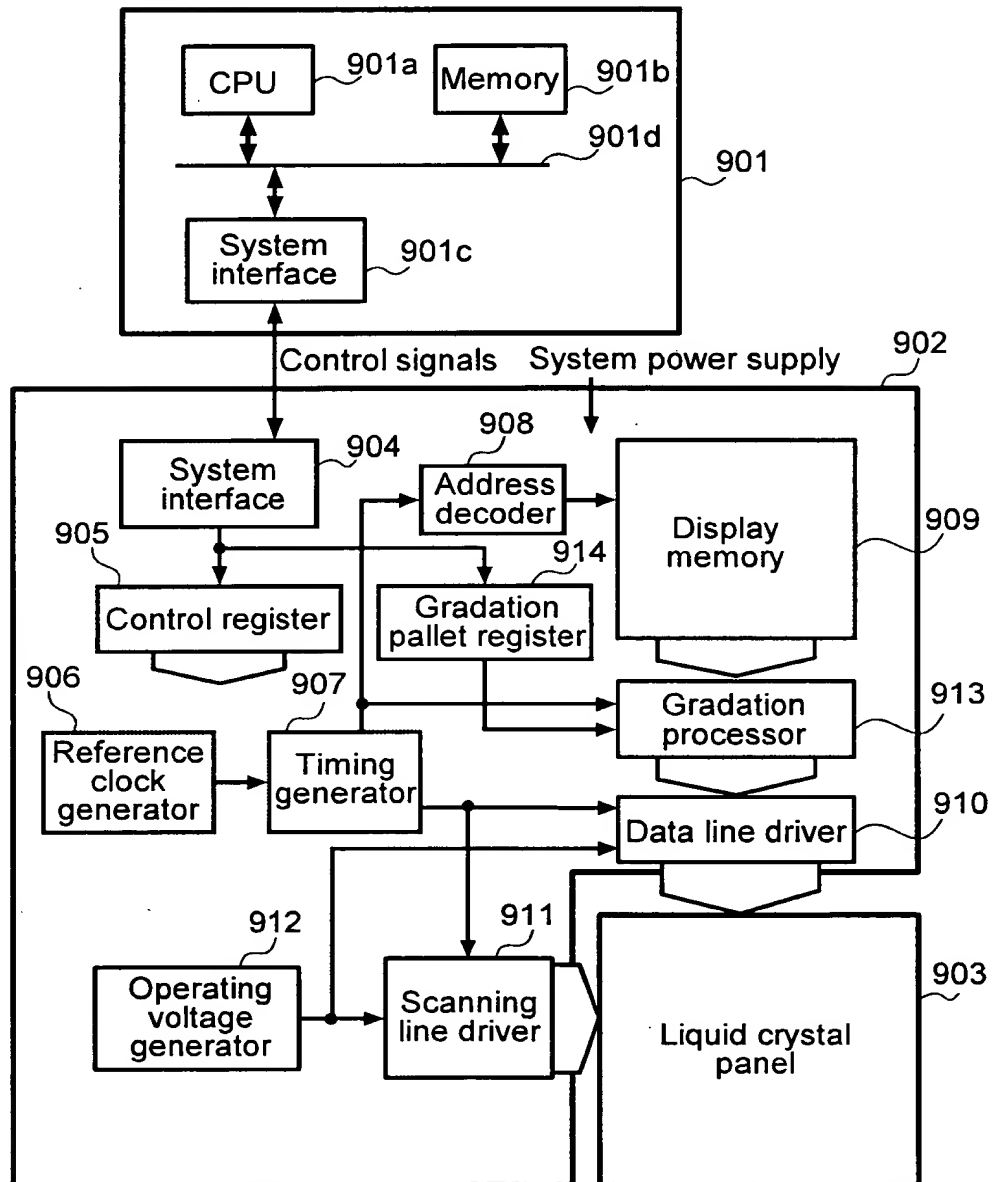 CPU
901a
Memory
901b
901d
901
System
interface
901c
Control signals
System power supply
902
System
interface
904
908
Address
decoder
Display
memory
909
905
Control register
914
Gradation
pallet register
906
Reference
clock
generator
907
Timing
generator
Gradation
processor
913
Data line driver
910
912
Operating
voltage
generator
911
Scanning
line driver
903
Liquid crystal
panel